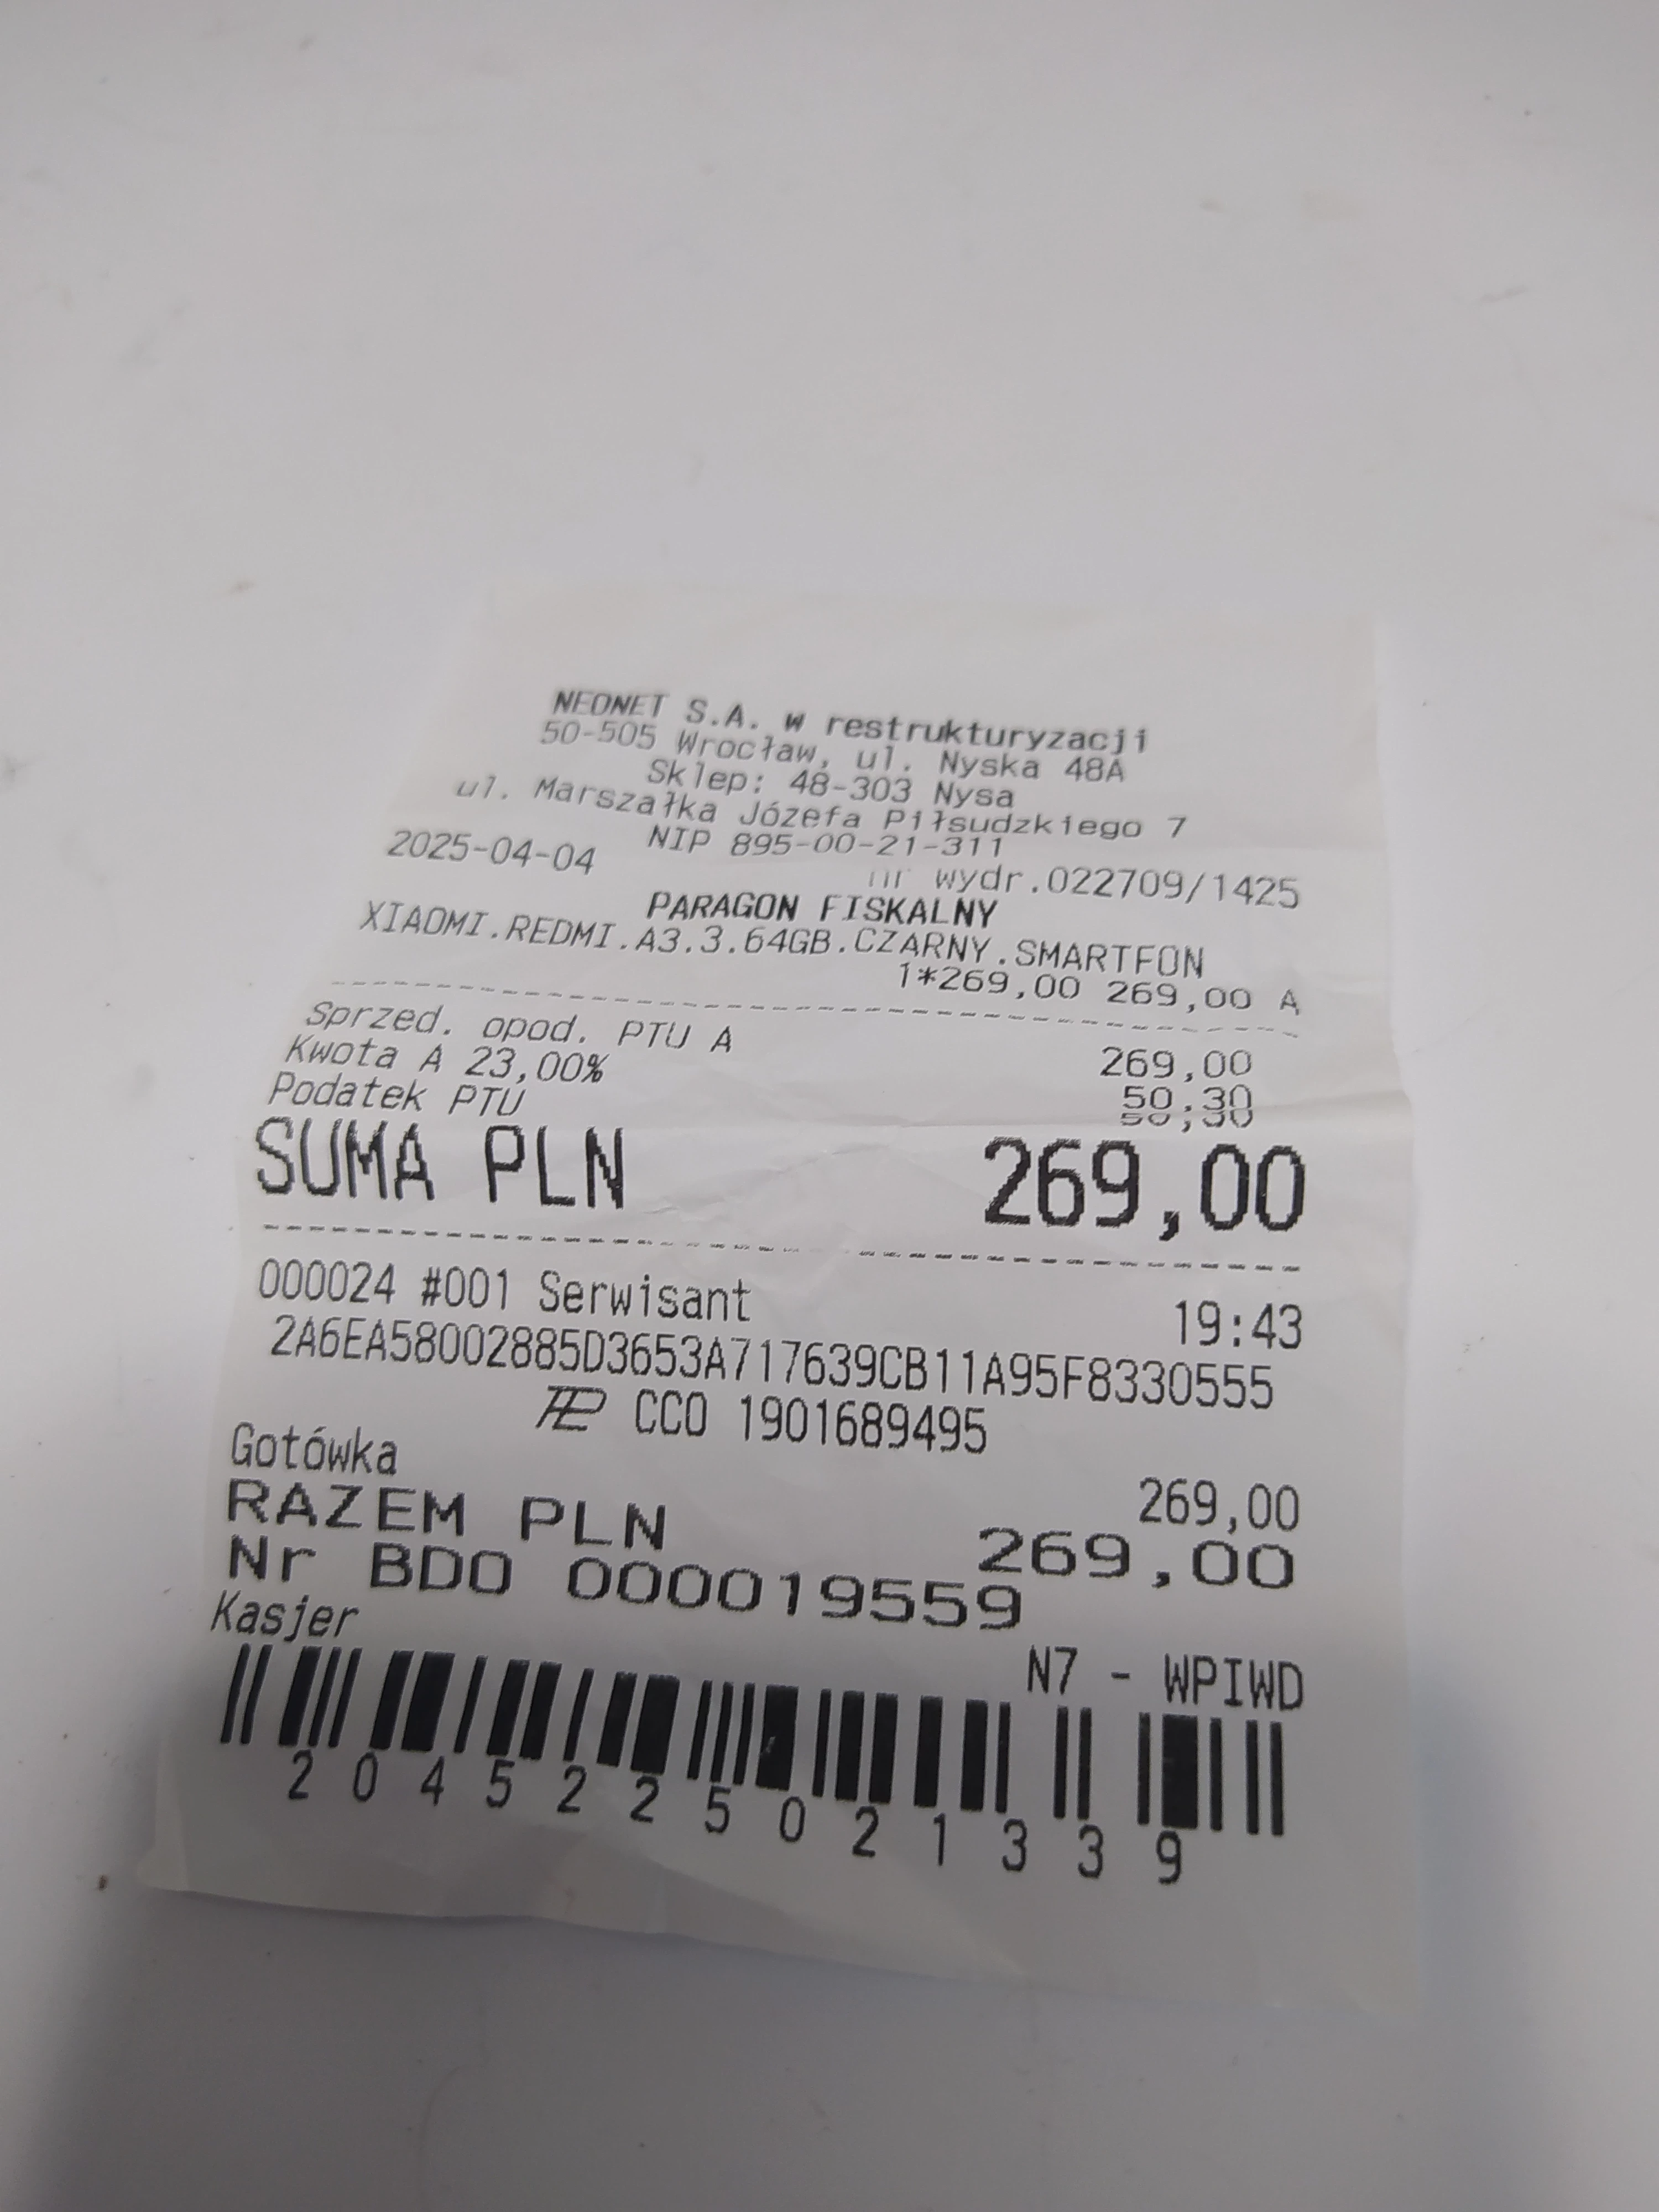 NEONET S.A. w restrukturyzacji
50-505 Wrocław, ul. Nyska 48A
Sklep: 48-303 Nysa
ul. Marszałka Józefa Piłsudzkiego 7
NIP 895-00-21-311
2025-04-04 nr wydr.022709/1425
PARAGON FISKALNY
XIAOMI.REDMI.A3.3.64GB.CZARNY.SMARTFON
1*269,00 269,00 A
Sprzed. opod. PTU A 269,00
Kwota A 23,00% 50,30
Podatek PTU 50,30
SUMA PLN 269,00
000024 #001 Serwisant 19:43
2A6EA58002885D3653A717639CB11A95F8330555
CCO 1901689495
Gotówka 269,00
RAZEM PLN 269,00
Nr BDO 000019559
Kasjer N7 - WPIWD
2045225021339